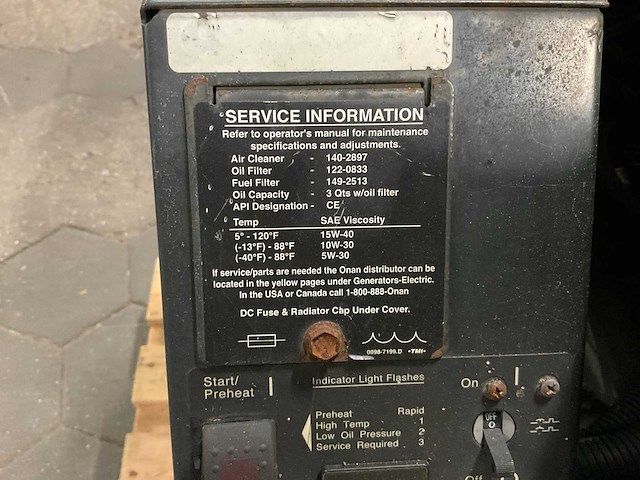 SERVICE INFORMATION
Refer to operator's manual for maintenance
specifications and adjustments.
Air Cleaner - 140-2897
Oil Filter - 122-0833
Fuel Filter - 149-2513
Oil Capacity - 3 Qts w/oil filter
API Designation - CE
Temp SAE Viscosity
5° - 120°F 15W-40
(-13°F) - 88°F 10W-30
(-40°F) - 88°F 5W-30
If service/parts are needed the Onan distributor can be
located in the yellow pages under Generators-Electric.
In the USA or Canada call 1-800-888-Onan
DC Fuse & Radiator Cap Under Cover.
0098-7199.D -TMI-
Start/
Preheat
Indicator Light Flashes
Preheat Rapid
High Temp 1
Low Oil Pressure 2
Service Required 3
On
OFF
Off